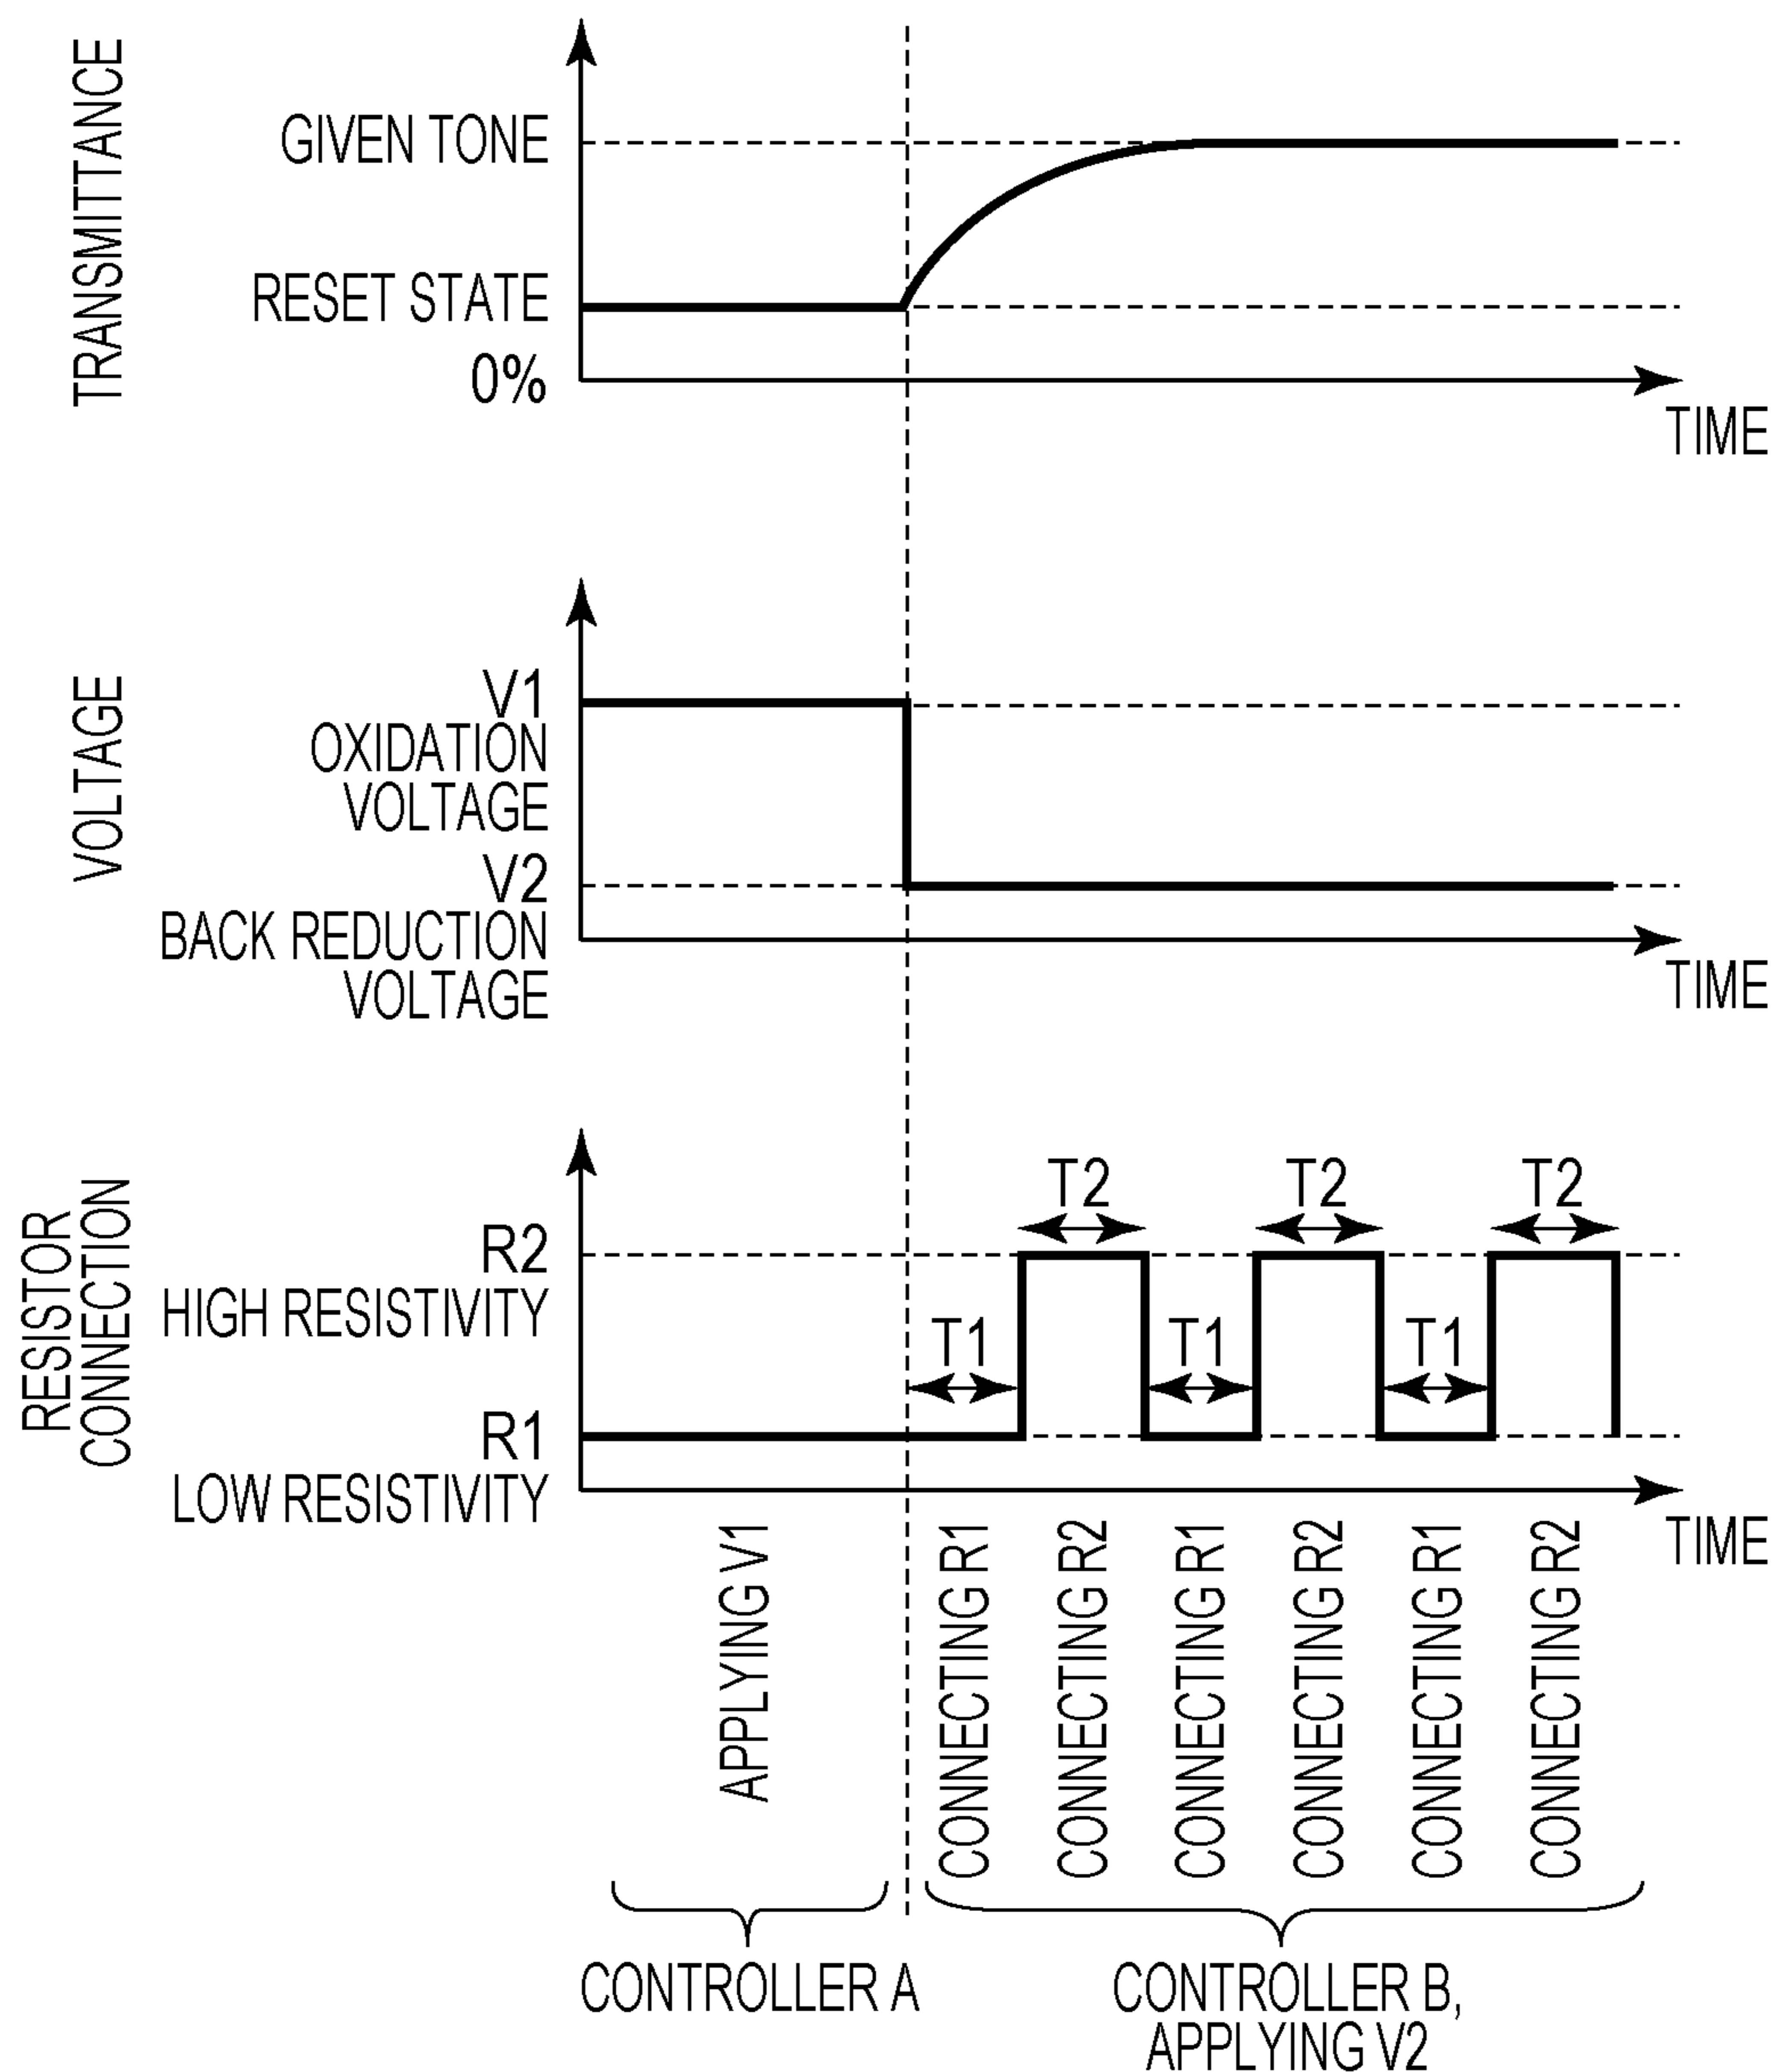 TRANSMITTANCE
GIVEN TONE
RESET STATE
0%
TIME
VOLTAGE
V1
OXIDATION
VOLTAGE
V2
BACK REDUCTION
VOLTAGE
TIME
RESISTOR
CONNECTION
R2
HIGH RESISTIVITY
R1
LOW RESISTIVITY
T2
T2
T2
T1
T1
T1
TIME
APPLYING V1
CONNECTING R1
CONNECTING R2
CONNECTING R1
CONNECTING R2
CONNECTING R1
CONNECTING R2
CONTROLLER A
CONTROLLER B,
APPLYING V2